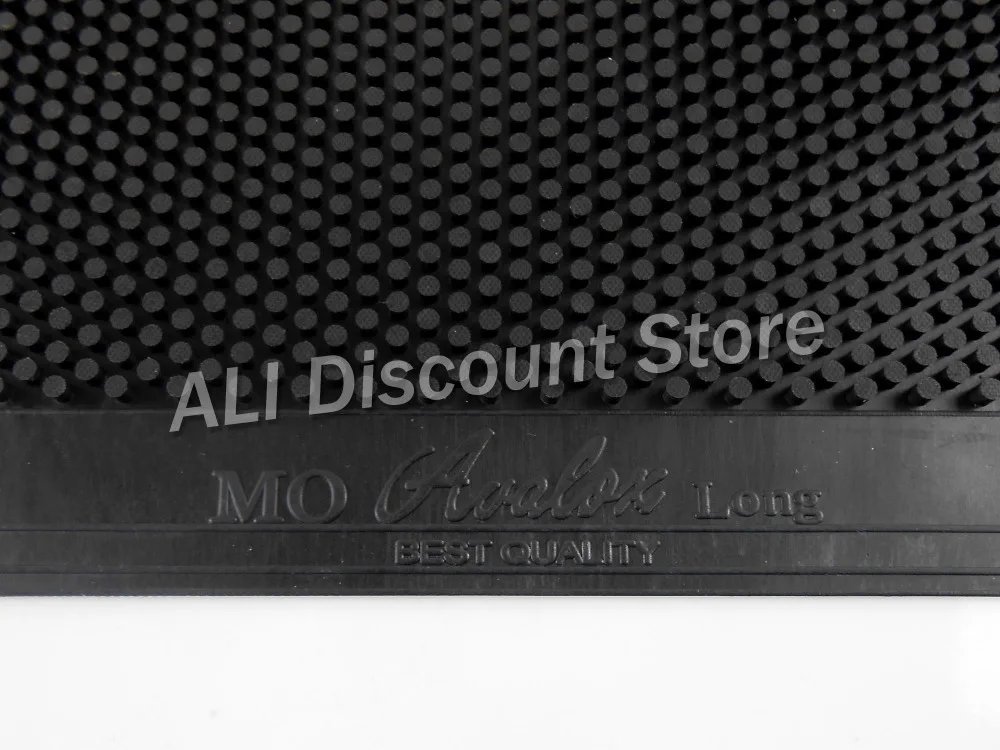 ALI Discount Store
MO Avalox Long
BEST QUALITY